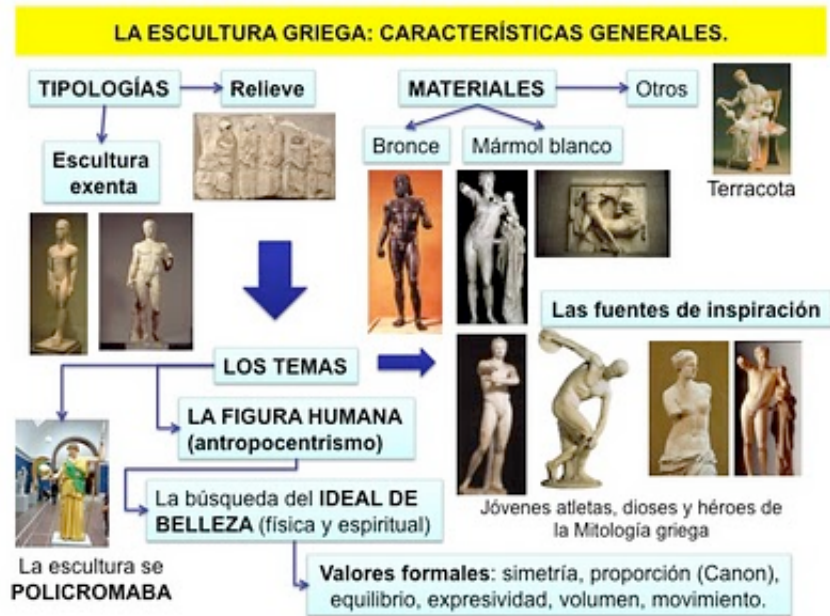 LA ESCULTURA GRIEGA: CARACTERÍSTICAS GENERALES.
TIPOLOGÍAS
Relieve
MATERIALES
Otros
Escultura
exenta
Bronce
Mármol blanco
Terracota
Las fuentes de inspiración
LOS TEMAS
LA FIGURA HUMANA
(antropocentrismo)
La búsqueda del IDEAL DE
BELLEZA (física y espiritual)
Jóvenes atletas, dioses y héroes de
la Mitología griega
La escultura se
POLICROMABA
Valores formales: simetría, proporción (Canon),
equilibrio, expresividad, volumen, movimiento.